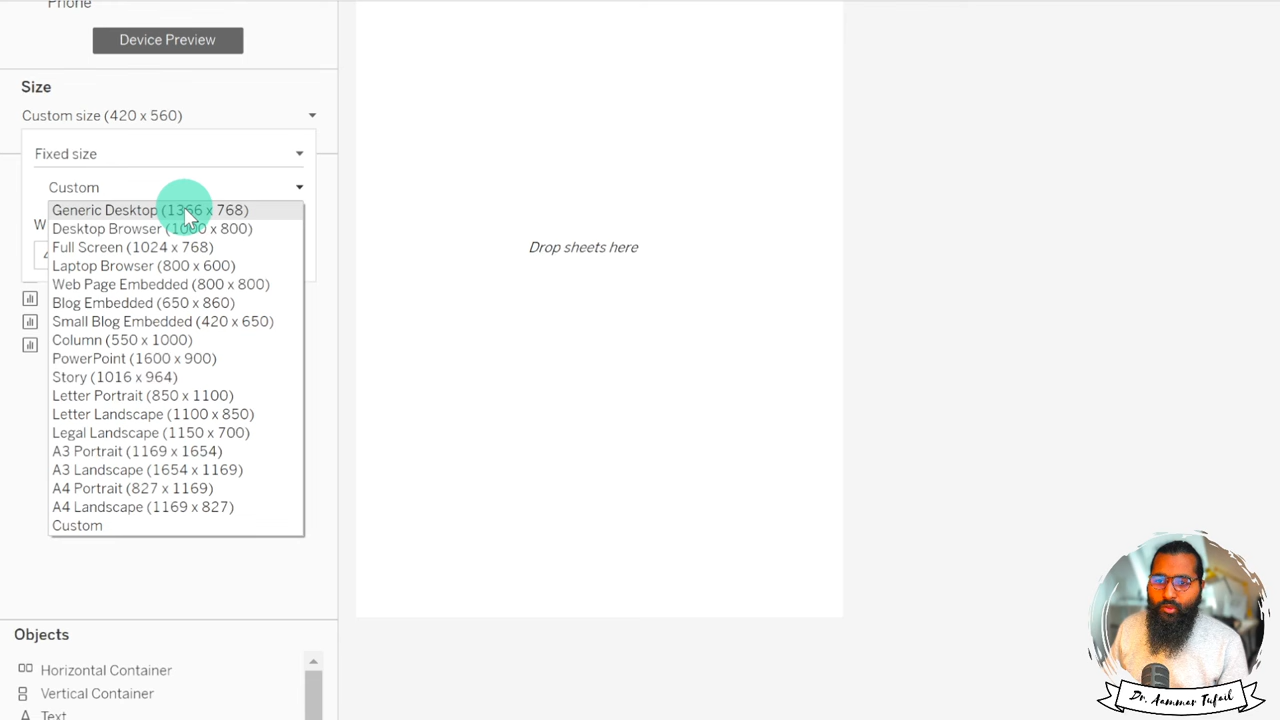 Phone
Device Preview
Size
Custom size (420 x 560)
Fixed size
Custom
Generic Desktop (1366 x 768)
W
Desktop Browser (1000 x 800)
Full Screen (1024 x 768)
Laptop Browser (800 x 600)
Web Page Embedded (800 x 800)
Blog Embedded (650 x 860)
Small Blog Embedded (420 x 650)
Column (550 x 1000)
PowerPoint (1600 x 900)
Story (1016 x 964)
Letter Portrait (850 x 1100)
Letter Landscape (1100 x 850)
Legal Landscape (1150 x 700)
A3 Portrait (1169 x 1654)
A3 Landscape (1654 x 1169)
A4 Portrait (827 x 1169)
A4 Landscape (1169 x 827)
Custom
Drop sheets here
Objects
Horizontal Container
Vertical Container
Text
Dr. Aammar Tufail